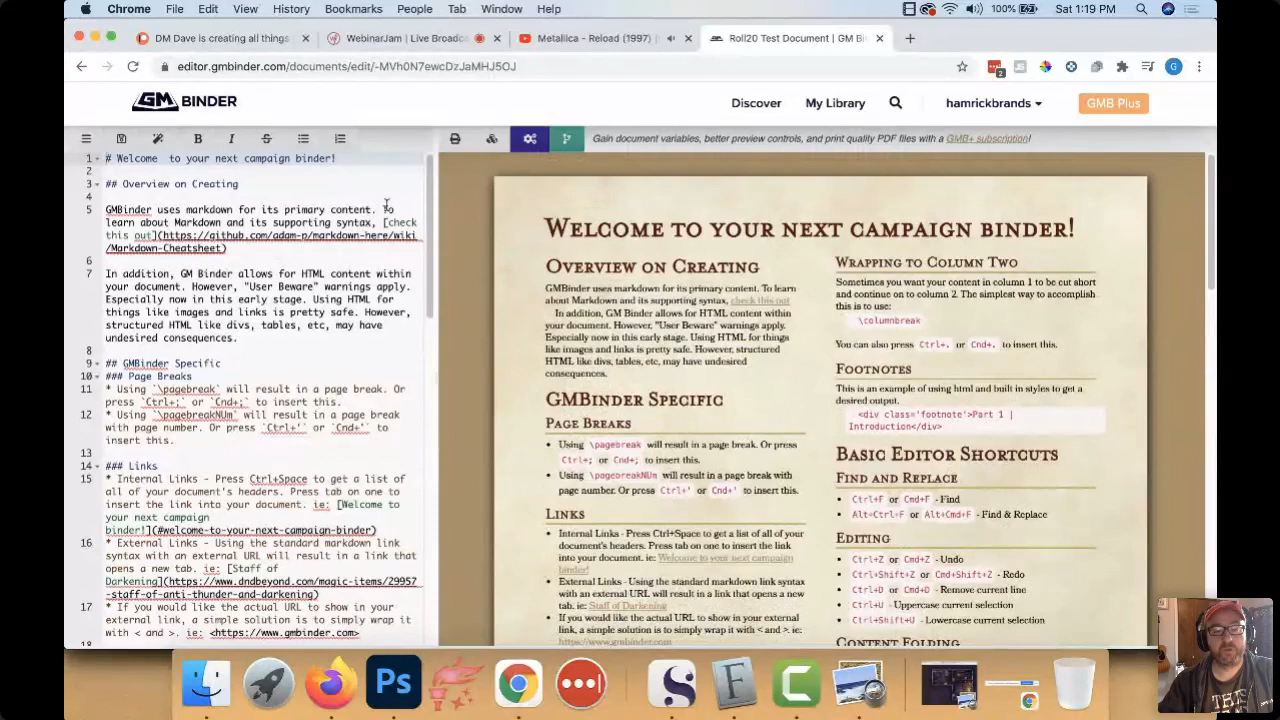 Chrome File Edit View History Bookmarks People Tab Window Help 100% Sat 1:19 PM
DM Dave is creating all things × WebinarJam | Live Broadca × Metallica - Reload (1997) × Roll20 Test Document | GM Bi × +
editor.gmbinder.com/documents/edit/-MVh0N7ewcDzJaMHJ5OJ 2 G
GM BINDER Discover My Library hamrickbrands GMB Plus
B I S Gain document variables, better preview controls, and print quality PDF files with a GMB+ subscription!
1 # Welcome to your next campaign binder!
2
3 ## Overview on Creating
4
5 GMBinder uses markdown for its primary content. To
learn about Markdown and its supporting syntax, [check
this out](https://github.com/adam-p/markdown-here/wiki
/Markdown-Cheatsheet)
6
7 In addition, GM Binder allows for HTML content within
your document. However, "User Beware" warnings apply.
Especially now in this early stage. Using HTML for
things like images and links is pretty safe. However,
structured HTML like divs, tables, etc, may have
undesired consequences.
8
9 ## GMBinder Specific
10 ### Page Breaks
11 * Using `\pagebreak` will result in a page break. Or
press `Ctrl+;` or `Cnd+;` to insert this.
12 * Using `\pagebreakNUm` will result in a page break
with page number. Or press `Ctrl+'` or `Cnd+'` to
insert this.
13
14 ### Links
15 * Internal Links - Press Ctrl+Space to get a list of
all of your document's headers. Press tab on one to
insert the link into your document. ie: [Welcome to
your next campaign
binder!](#welcome-to-your-next-campaign-binder)
16 * External Links - Using the standard markdown link
syntax with an external URL will result in a link that
opens a new tab. ie: [Staff of
Darkening](https://www.dndbeyond.com/magic-items/29957
-staff-of-anti-thunder-and-darkening)
17 * If you would like the actual URL to show in your
external link, a simple solution is to simply wrap it
with < and >. ie: <https://www.gmbinder.com>
18
Welcome to your next campaign binder!
Overview on Creating
GMBinder uses markdown for its primary content. To learn
about Markdown and its supporting syntax, check this out
In addition, GM Binder allows for HTML content within
your document. However, "User Beware" warnings apply.
Especially now in this early stage. Using HTML for things
like images and links is pretty safe. However, structured
HTML like divs, tables, etc, may have undesired
consequences.
GMBinder Specific
Page Breaks
• Using \pagebreak will result in a page break. Or press
Ctrl+; or Cnd+; to insert this.
• Using \pagebreakNUm will result in a page break with
page number. Or press Ctrl+' or Cnd+' to insert this.
Links
• Internal Links - Press Ctrl+Space to get a list of all of your
document's headers. Press tab on one to insert the link
into your document. ie: Welcome to your next campaign
binder!
• External Links - Using the standard markdown link syntax
with an external URL will result in a link that opens a new
tab. ie: Staff of Darkening
• If you would like the actual URL to show in your external
link, a simple solution is to simply wrap it with < and >. ie:
https://www.gmbinder.com
Wrapping to Column Two
Sometimes you want your content in column 1 to be cut short
and continue on to column 2. The simplest way to accomplish
this is to use:
\columnbreak
You can also press Ctrl+. or Cnd+. to insert this.
Footnotes
This is an example of using html and built in styles to get a
desired output.
<div class='footnote'>Part 1 |
Introduction</div>
Basic Editor Shortcuts
Find and Replace
• Ctrl+F or Cmd+F - Find
• Alt+Ctrl+F or Alt+Cmd+F - Find & Replace
Editing
• Ctrl+Z or Cmd+Z - Undo
• Ctrl+Shift+Z or Cmd+Shift+Z - Redo
• Ctrl+D or Cmd+D - Remove current line
• Ctrl+U - Uppercase current selection
• Ctrl+Shift+U - Lowercase current selection
Content Folding
Ps S F C
THIS